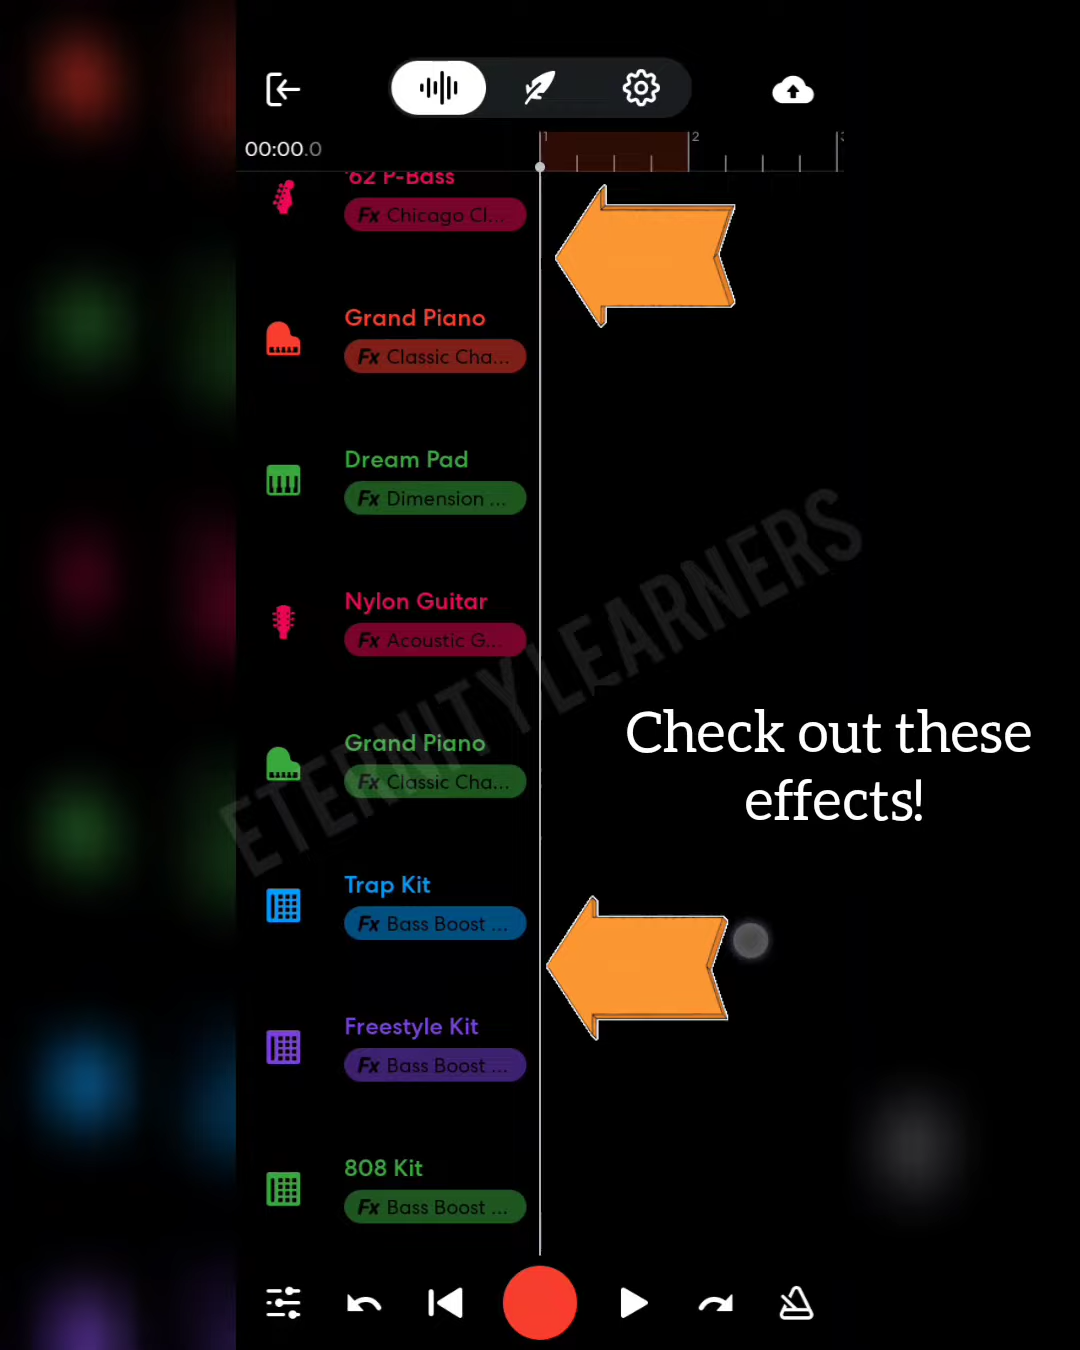 00:00.0
1
2
'62 P-Bass
Fx Chicago Cl...
Grand Piano
Fx Classic Cha...
Dream Pad
Fx Dimension ...
Nylon Guitar
Fx Acoustic G...
ETERNITYLEARNERS
Check out these
effects!
Grand Piano
Fx Classic Cha...
Trap Kit
Fx Bass Boost ...
Freestyle Kit
Fx Bass Boost ...
808 Kit
Fx Bass Boost ...